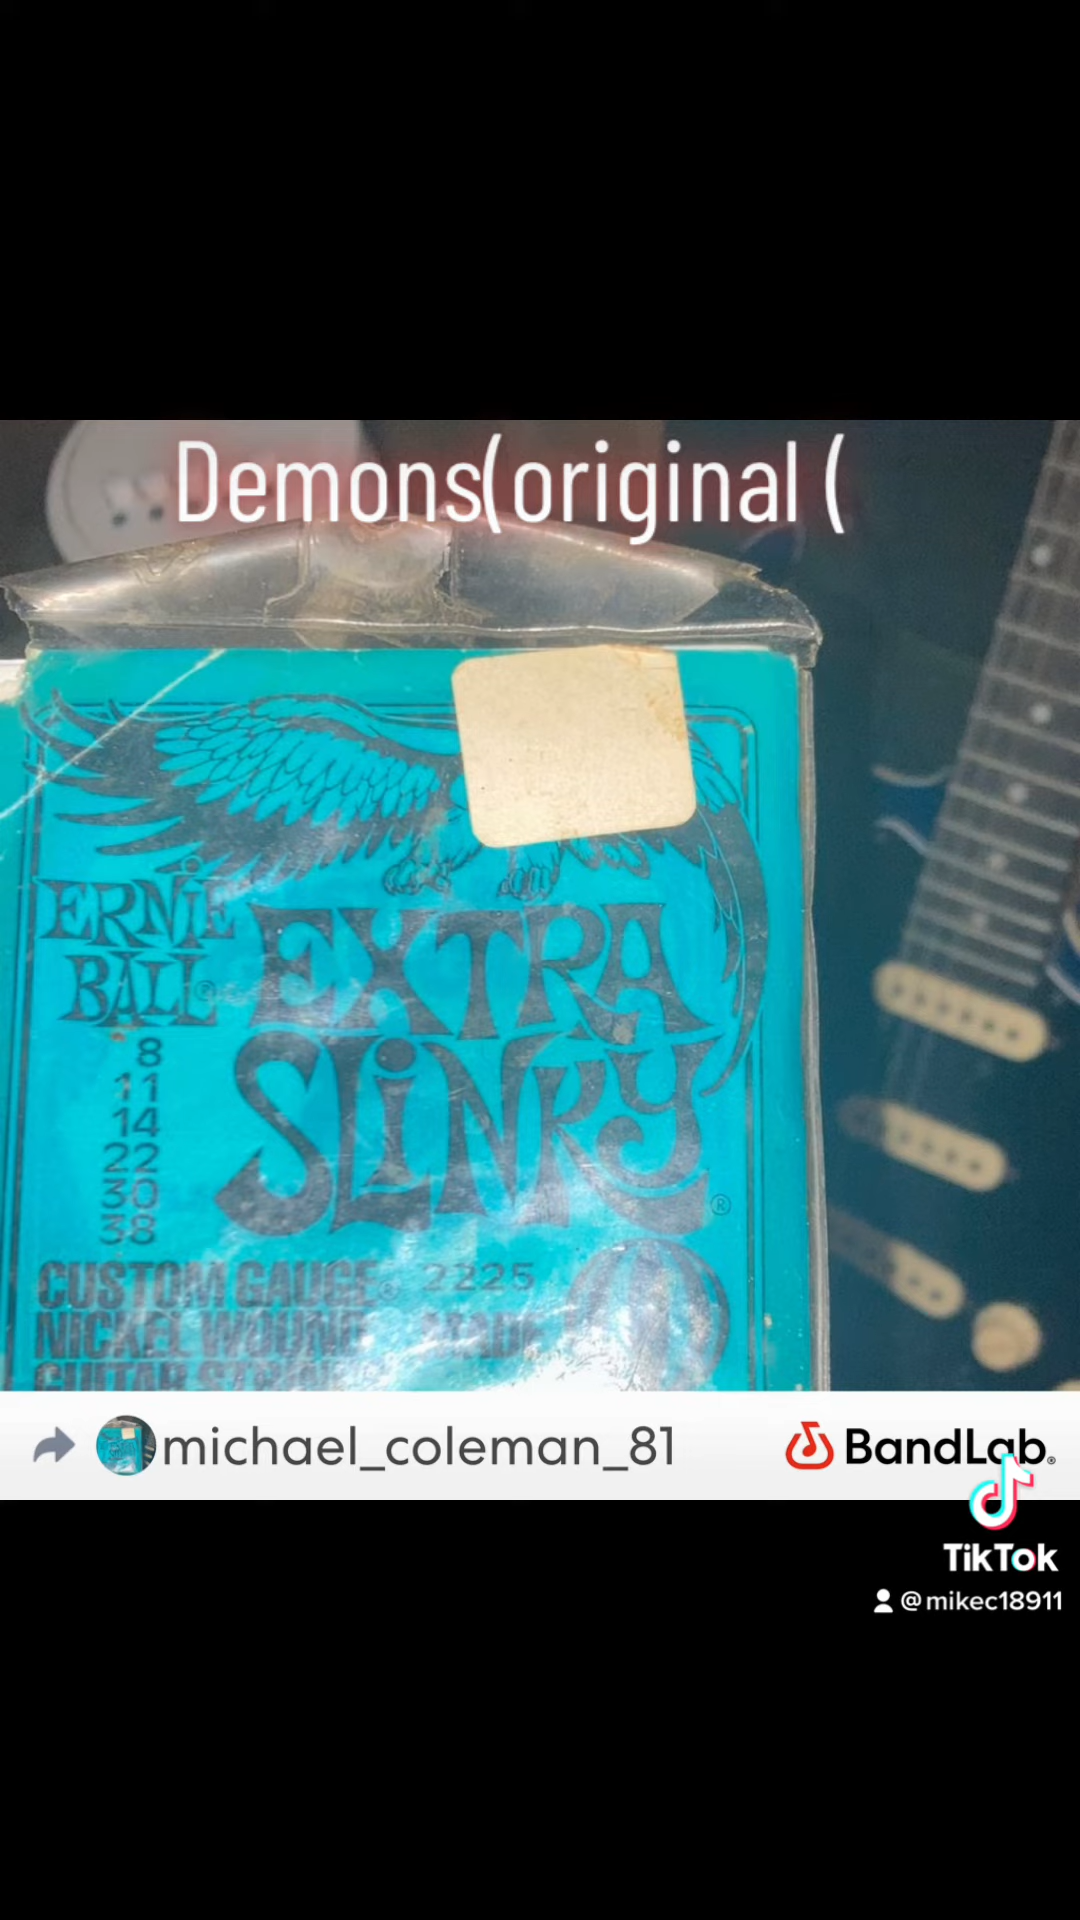 Demons(original (
ERNIE
BALL®
EXTRA
SLINKY®
8
11
14
22
30
38
CUSTOM GAUGE® 2225
NICKEL WOUND
GUITAR
michael_coleman_81
BandLab®
TikTok
@mikec18911